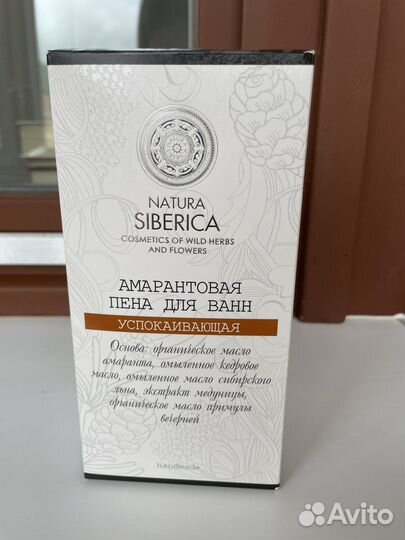 NATURA
SIBERICA
COSMETICS OF WILD HERBS
AND FLOWERS
АМАРАНТОВАЯ
ПЕНА ДЛЯ ВАНН
УСПОКАИВАЮЩАЯ
Основа: органическое масло
амаранта, омыленное кедровое
масло, омыленное масло сибирского
льна, экстракт медуницы,
органическое масло примулы
вечерней
handmade
Avito